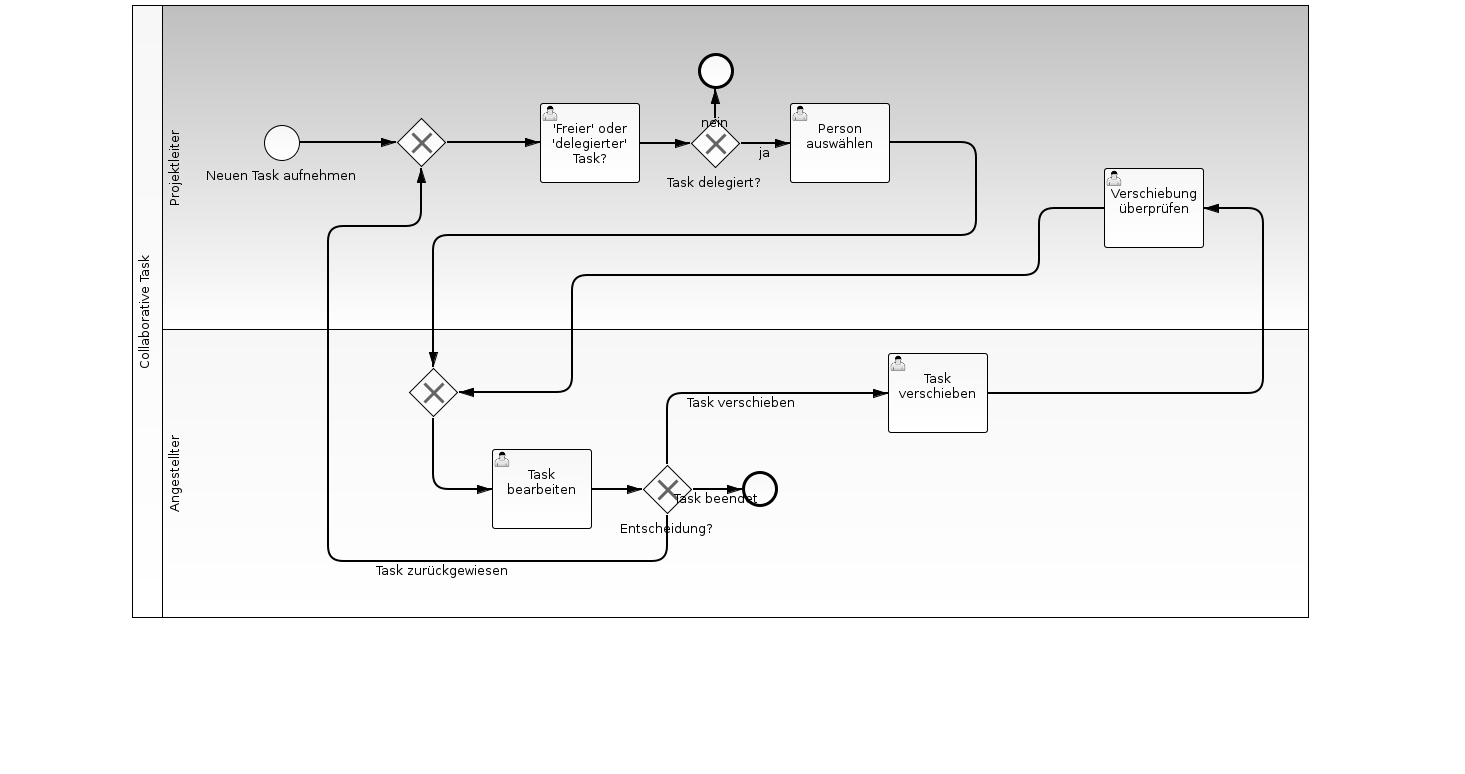 Collaborative Task
Projektleiter
Neuen Task aufnehmen
'Freier' oder
'delegierter'
Task?
nein
ja
Task delegiert?
Person
auswählen
Verschiebung
überprüfen
Angestellter
Task
bearbeiten
Entscheidung?
Task verschieben
Task beendet
Task
verschieben
Task zurückgewiesen